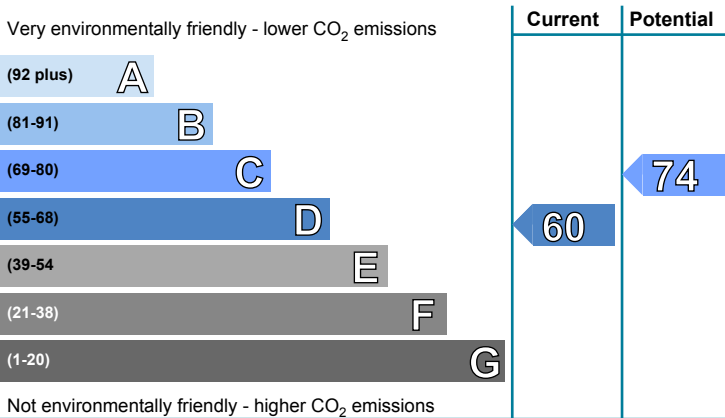 Very environmentally friendly - lower CO2 emissions
Current
Potential
(92 plus) A
(81-91) B
(69-80) C
74
(55-68) D
60
(39-54 E
(21-38) F
(1-20) G
Not environmentally friendly - higher CO2 emissions